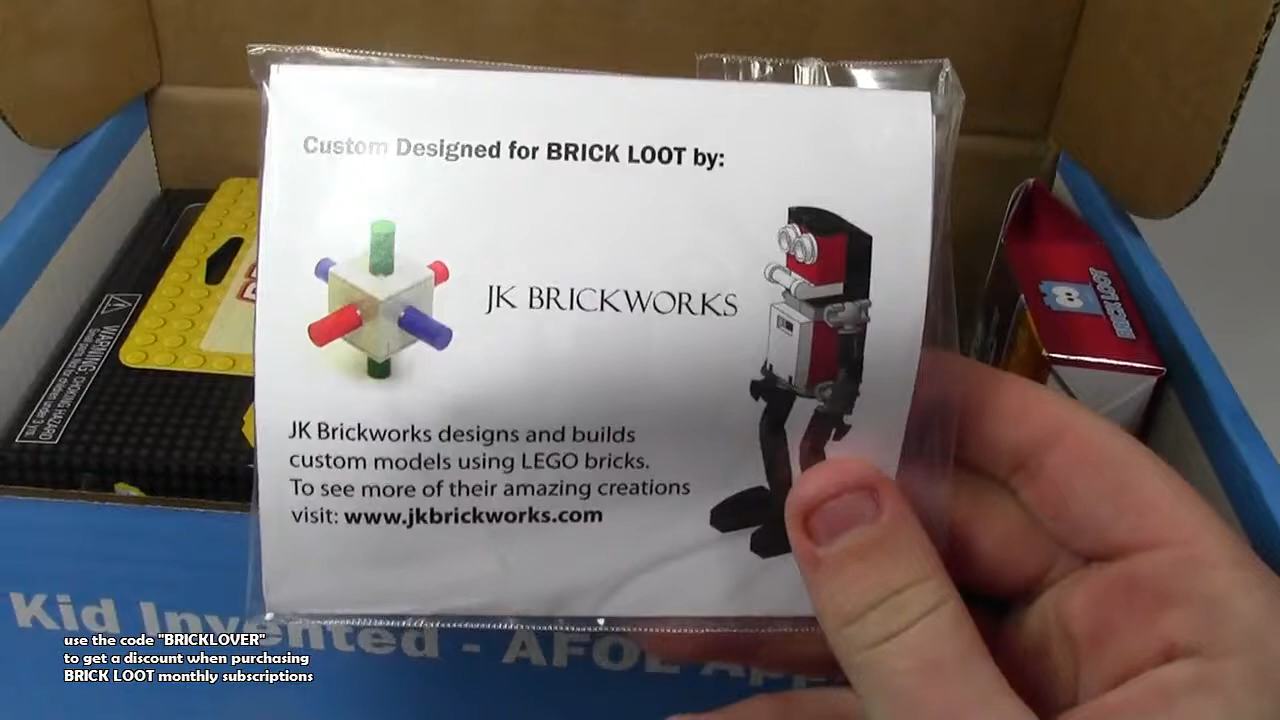 Custom Designed for BRICK LOOT by:
JK BRICKWORKS
JK Brickworks designs and builds
custom models using LEGO bricks.
To see more of their amazing creations
visit: www.jkbrickworks.com
WARNING: CHOKING HAZARD
BRICK LOOT
Kid Invented - AFOL
use the code "BRICKLOVER"
to get a discount when purchasing
BRICK LOOT monthly subscriptions